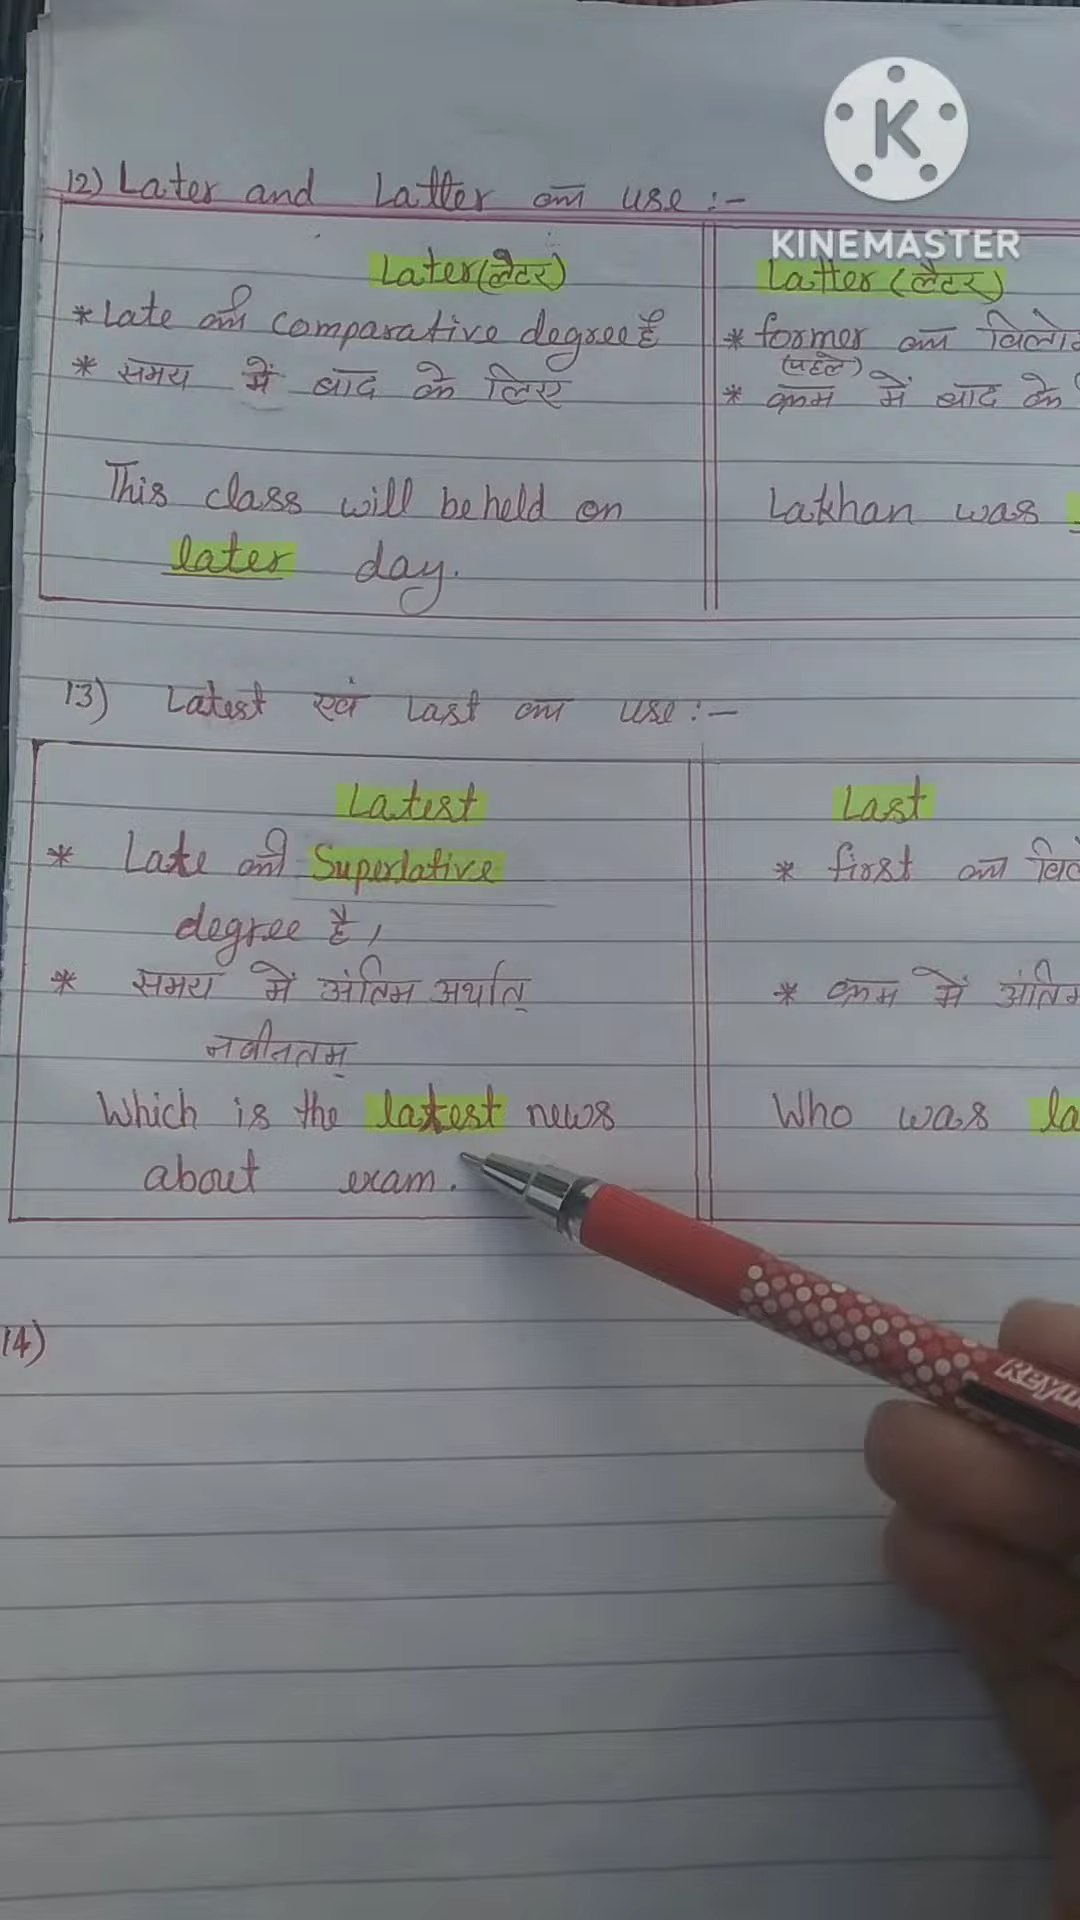 KINEMASTER
12) Later and Latter का use :-
Later (लेटर)
* Late की comparative degree है
* समय में बाद के लिए
This class will be held on
later day.
Latter (लैटर)
* former का
(पहले)
* क्रम में बाद के
Lakhan was
13) Latest एवं Last का use :-
Latest
* Late की Superlative
degree है,
* समय में अंतिम अर्थात्
नवीनतम्
Which is the latest news
about exam.
Last
* first का
* क्रम में
Who was
14)